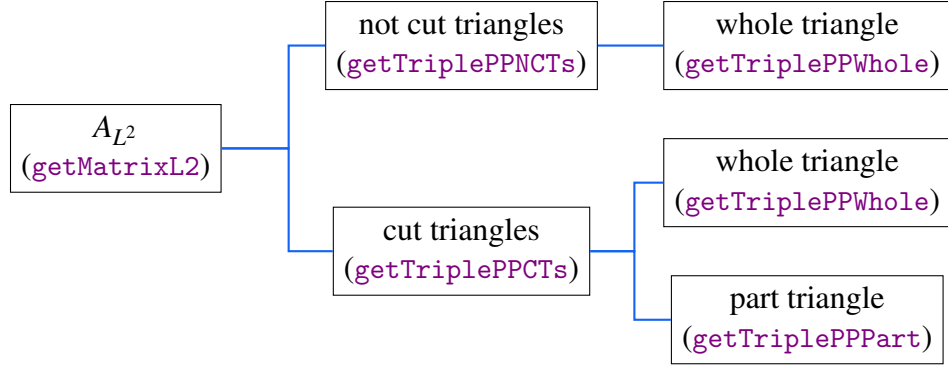 not cut triangles
(getTriplePPNCTs)
whole triangle
(getTriplePPWhole)
A_{L^2}
(getMatrixL2)
whole triangle
(getTriplePPWhole)
cut triangles
(getTriplePPCTs)
part triangle
(getTriplePPPart)